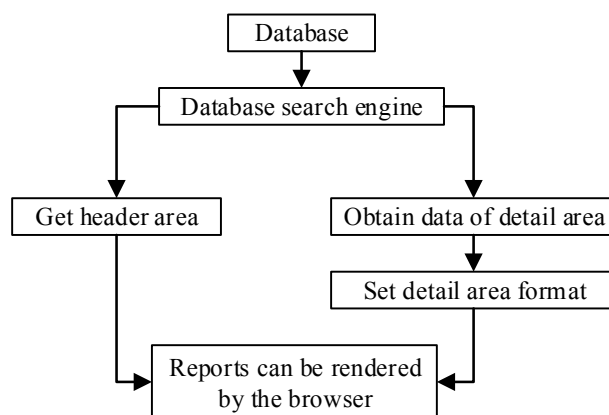 Database
Database search engine
Get header area
Obtain data of detail area
Set detail area format
Reports can be rendered
by the browser